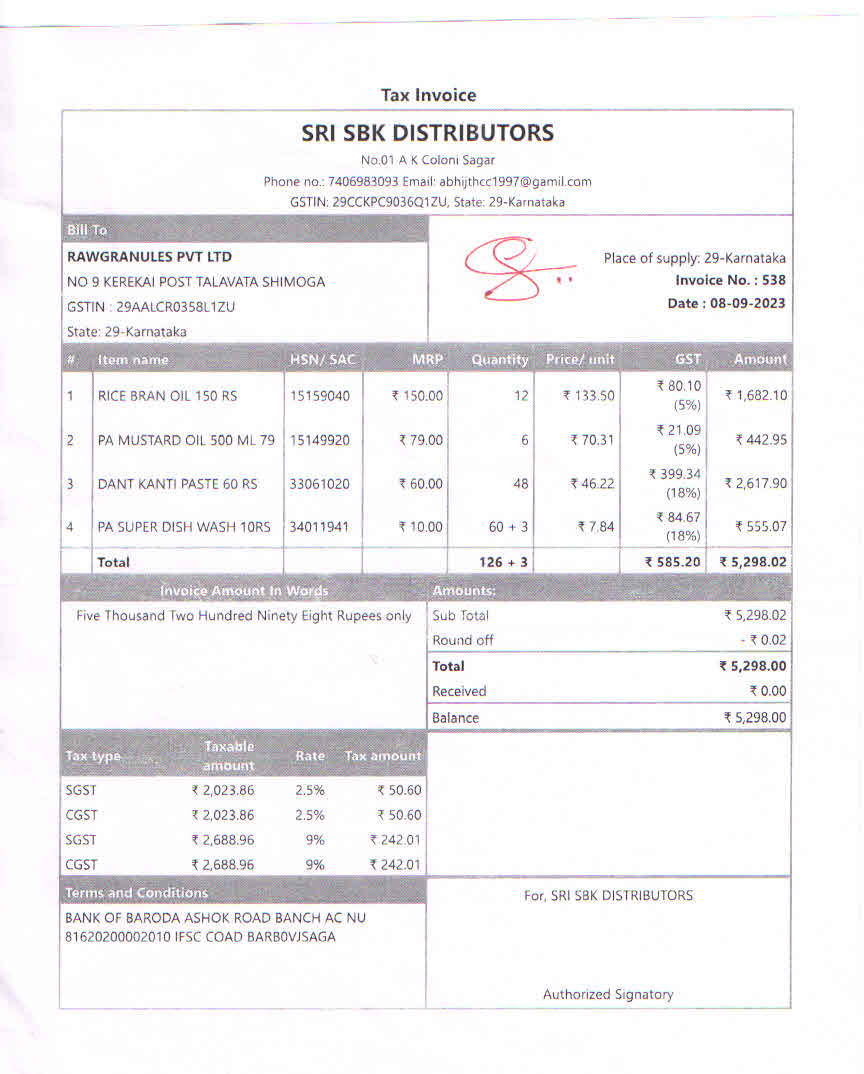 Tax Invoice
SRI SBK DISTRIBUTORS
No.01 A K Coloni Sagar
Phone no.: 7406983093 Email: abhijthcc1997@gamil.com
GSTIN: 29CCKPC9036Q1ZU, State: 29-Karnataka
Bill To
RAWGRANULES PVT LTD
NO 9 KEREKAI POST TALAVATA SHIMOGA
GSTIN : 29AALCR0358L1ZU
State: 29-Karnataka
Place of supply: 29-Karnataka
Invoice No. : 538
Date : 08-09-2023
# Item name HSN/ SAC MRP Quantity Price/ unit GST Amount
1 RICE BRAN OIL 150 RS 15159040 ₹ 150.00 12 ₹ 133.50 ₹ 80.10 (5%) ₹ 1,682.10
2 PA MUSTARD OIL 500 ML 79 15149920 ₹ 79.00 6 ₹ 70.31 ₹ 21.09 (5%) ₹ 442.95
3 DANT KANTI PASTE 60 RS 33061020 ₹ 60.00 48 ₹ 46.22 ₹ 399.34 (18%) ₹ 2,617.90
4 PA SUPER DISH WASH 10RS 34011941 ₹ 10.00 60 + 3 ₹ 7.84 ₹ 84.67 (18%) ₹ 555.07
Total 126 + 3 ₹ 585.20 ₹ 5,298.02
Invoice Amount In Words
Five Thousand Two Hundred Ninety Eight Rupees only
Amounts:
Sub Total ₹ 5,298.02
Round off - ₹ 0.02
Total ₹ 5,298.00
Received ₹ 0.00
Balance ₹ 5,298.00
Tax type Taxable amount Rate Tax amount
SGST ₹ 2,023.86 2.5% ₹ 50.60
CGST ₹ 2,023.86 2.5% ₹ 50.60
SGST ₹ 2,688.96 9% ₹ 242.01
CGST ₹ 2,688.96 9% ₹ 242.01
Terms and Conditions
BANK OF BARODA ASHOK ROAD BANCH AC NU
81620200002010 IFSC COAD BARB0VJSAGA
For, SRI SBK DISTRIBUTORS
Authorized Signatory